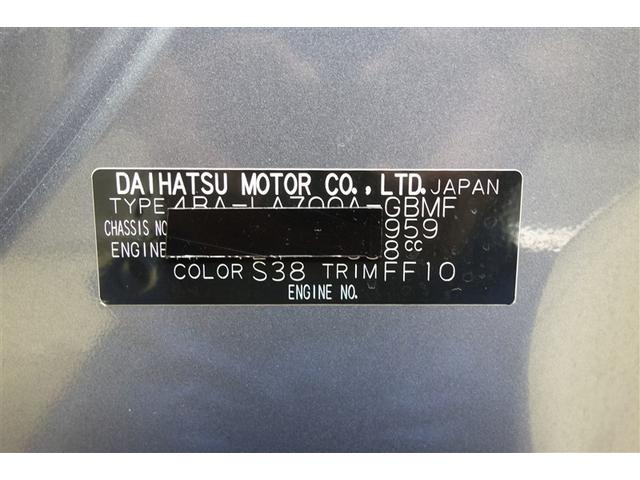 DAIHATSU MOTOR CO., LTD. JAPAN
TYPE 4BA-LA700A-GBMF
CHASSIS NO. 959
ENGINE cc
COLOR S38 TRIM FF10
ENGINE NO.